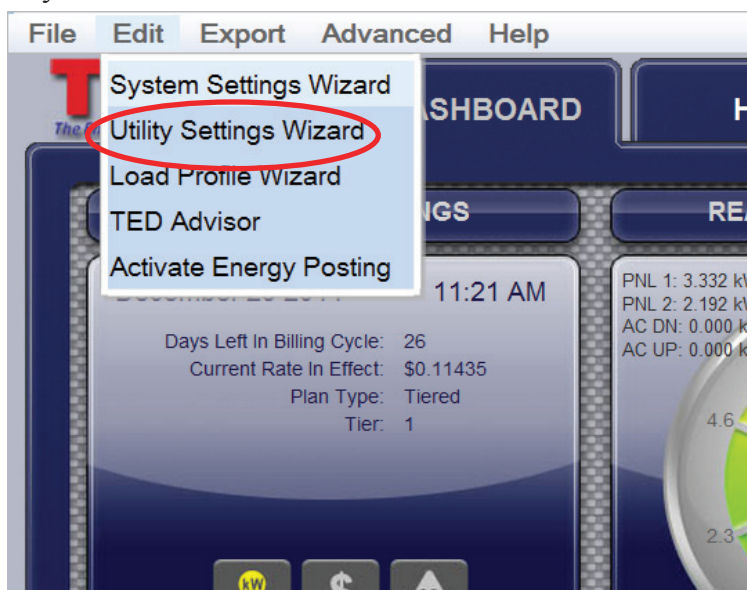 File Edit Export Advanced Help
System Settings Wizard
Utility Settings Wizard
Load Profile Wizard
TED Advisor
Activate Energy Posting
The
11:21 AM
Days Left In Billing Cycle: 26
Current Rate In Effect: $0.11435
Plan Type: Tiered
Tier: 1
kW
$
PNL 1: 3.332
PNL 2: 2.192
AC DN: 0.000
AC UP: 0.000
4.6
2.3